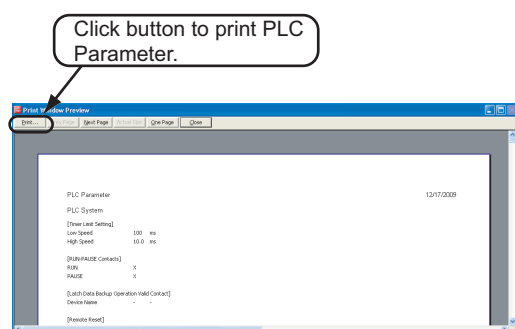 Click button to print PLC
Parameter.
Print Window Preview
Print... Prev Page Next Page Actual Size One Page Close
PLC Parameter 12/17/2009
PLC System
[Timer Limit Setting]
Low Speed 100 ms
High Speed 10.0 ms
[RUN-PAUSE Contacts]
RUN X
PAUSE X
[Latch Data Backup Operation Valid Contact]
Device Name - -
[Remote Reset]